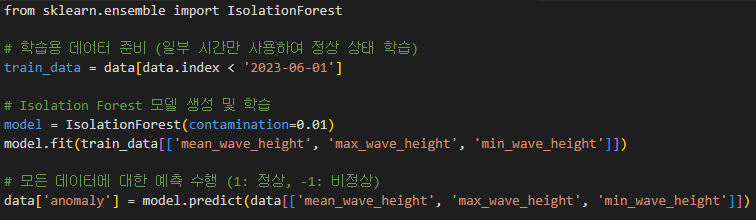 from sklearn.ensemble import IsolationForest
# 학습용 데이터 준비 (일부 시간만 사용하여 정상 상태 학습)
train_data = data[data.index < '2023-06-01']
# Isolation Forest 모델 생성 및 학습
model = IsolationForest(contamination=0.01)
model.fit(train_data[['mean_wave_height', 'max_wave_height', 'min_wave_height']])
# 모든 데이터에 대한 예측 수행 (1: 정상, -1: 비정상)
data['anomaly'] = model.predict(data[['mean_wave_height', 'max_wave_height', 'min_wave_height']])